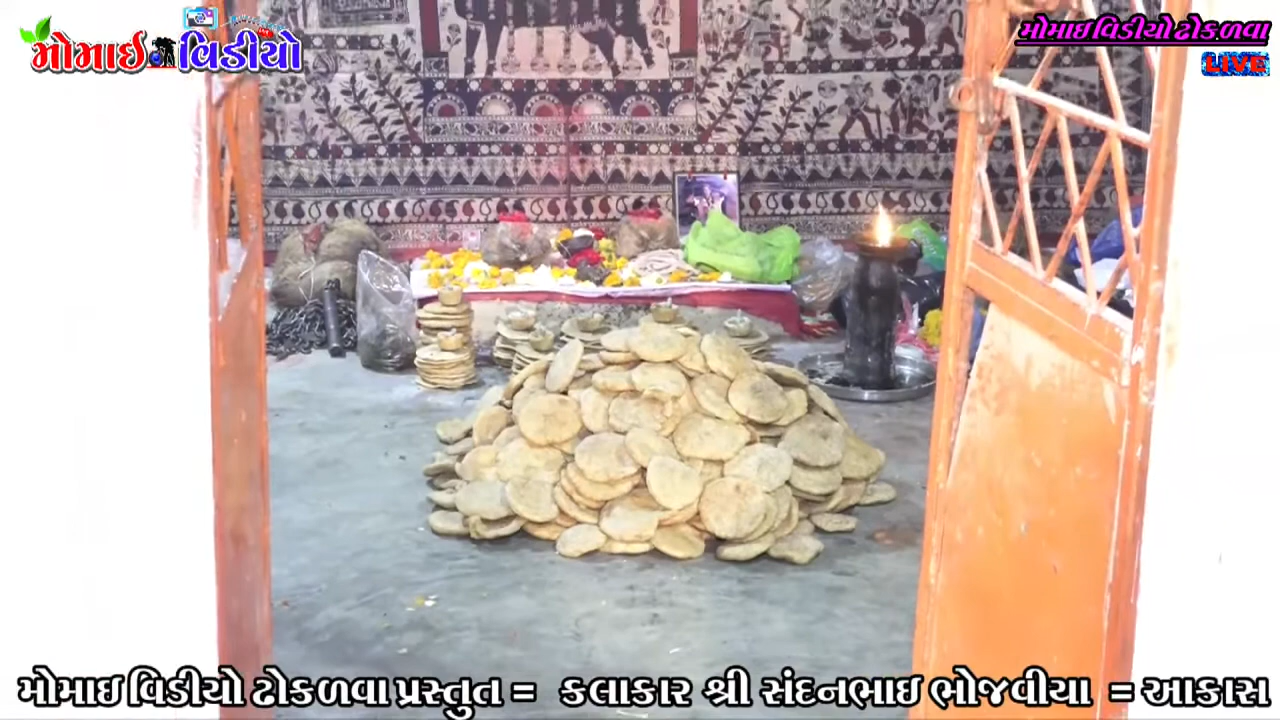 મોમાઈ વિડીયો
મોમાઇ વિડીયો ઢોકળવા
LIVE
મોમાઇ વિડીયો ઢોકળવા પ્રસ્તુત = કલાકાર શ્રી સંદનભાઇ ભોજવીયા = આકાસ